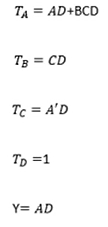 T_A = AD+BCD
T_B = CD
T_C = A'D
T_D =1
Y= AD